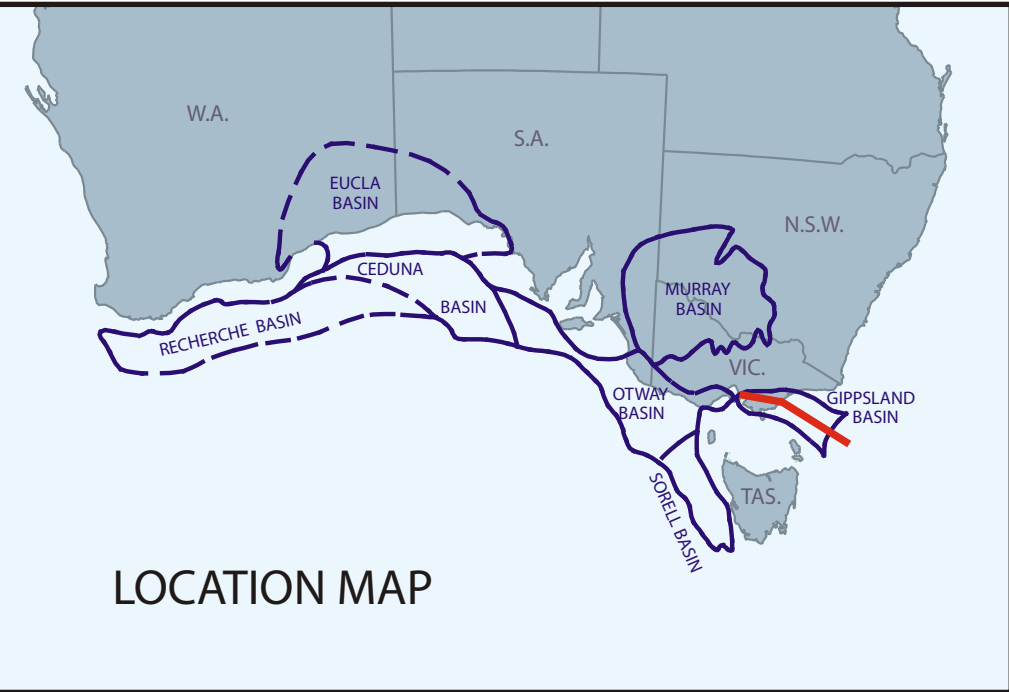 W.A.
S.A.
EUCLA
BASIN
N.S.W.
CEDUNA
MURRAY
BASIN
BASIN
RECHERCHE BASIN
VIC.
OTWAY
BASIN
GIPPSLAND
BASIN
SORELL BASIN
TAS.
LOCATION MAP